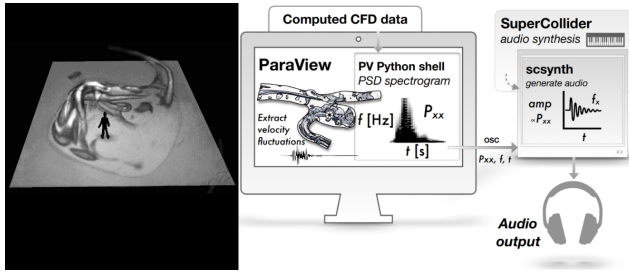 Computed CFD data
ParaView
Extract
velocity
fluctuations
PV Python shell
PSD spectrogram
f [Hz]
Pxx
t [s]
osc
Pxx, f, t
SuperCollider
audio synthesis
scsynth
generate audio
amp
∝Pxx
fx
t
Audio
output